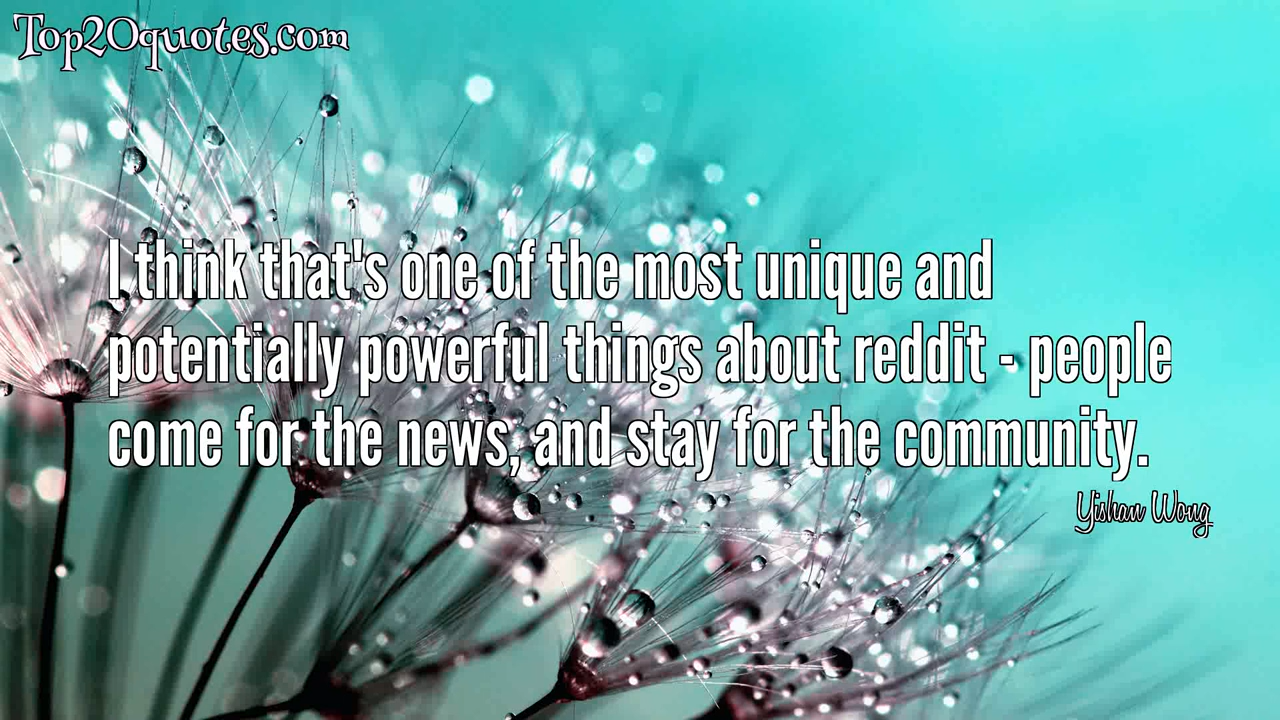 Top20quotes.com
I think that's one of the most unique and
potentially powerful things about reddit - people
come for the news, and stay for the community.
Yishan Wong